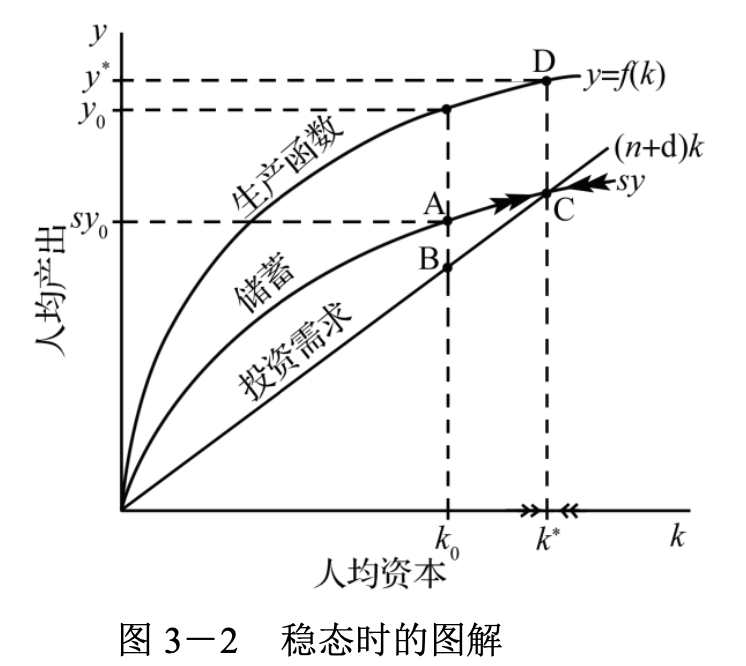 y
y*
D
y=f(k)
y₀
生产函数
(n+d)k
sy
sy₀
A
C
B
人均产出
储蓄
投资需求
k₀
k*
k
人均资本
图 3－2 稳态时的图解